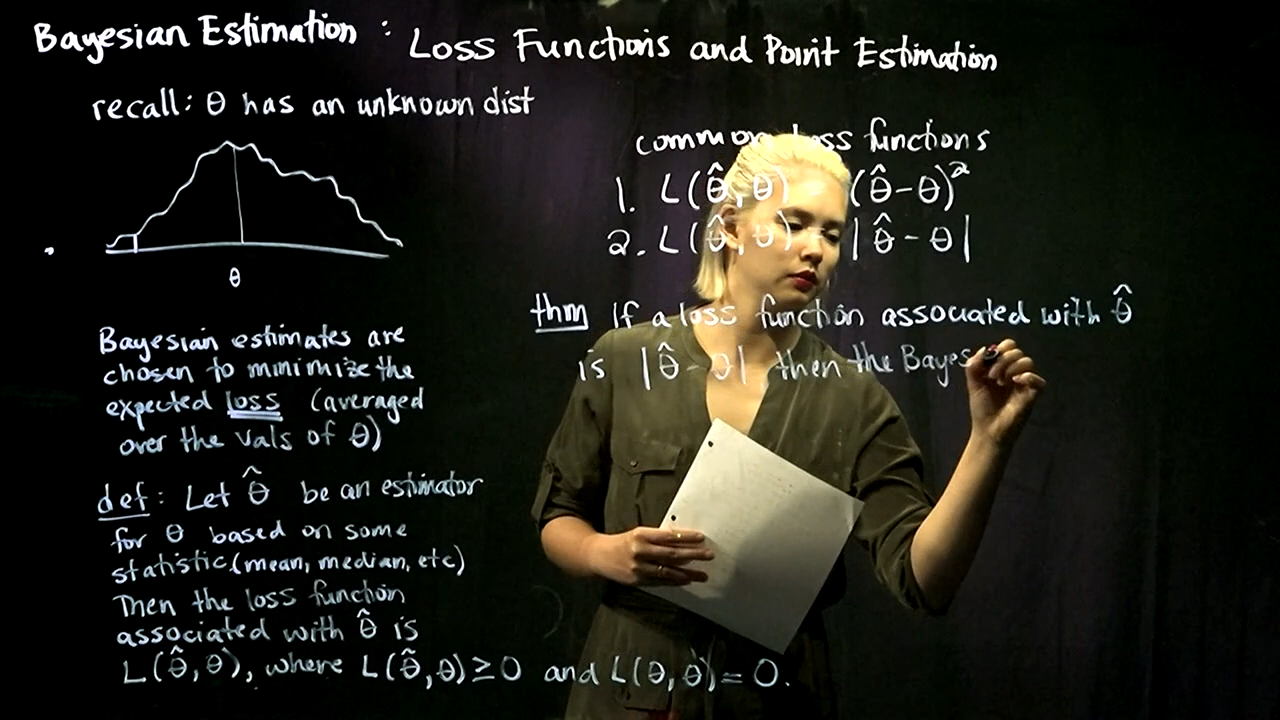 Bayesian Estimation : Loss Functions and Point Estimation
recall: θ has an unknown dist
θ
Bayesian estimates are
chosen to minimize the
expected loss (averaged
over the vals of θ)
def: Let θ̂ be an estimator
for θ based on some
statistic (mean, median, etc)
Then the loss function
associated with θ̂ is
L(θ̂,θ), where L(θ̂,θ)≥0 and L(θ,θ)=0.
common loss functions
1. L(θ̂,θ) (θ̂-θ)²
2. L(θ̂,θ) |θ̂-θ|
thm If a loss function associated with θ̂
is |θ̂-θ|, then the Bayes